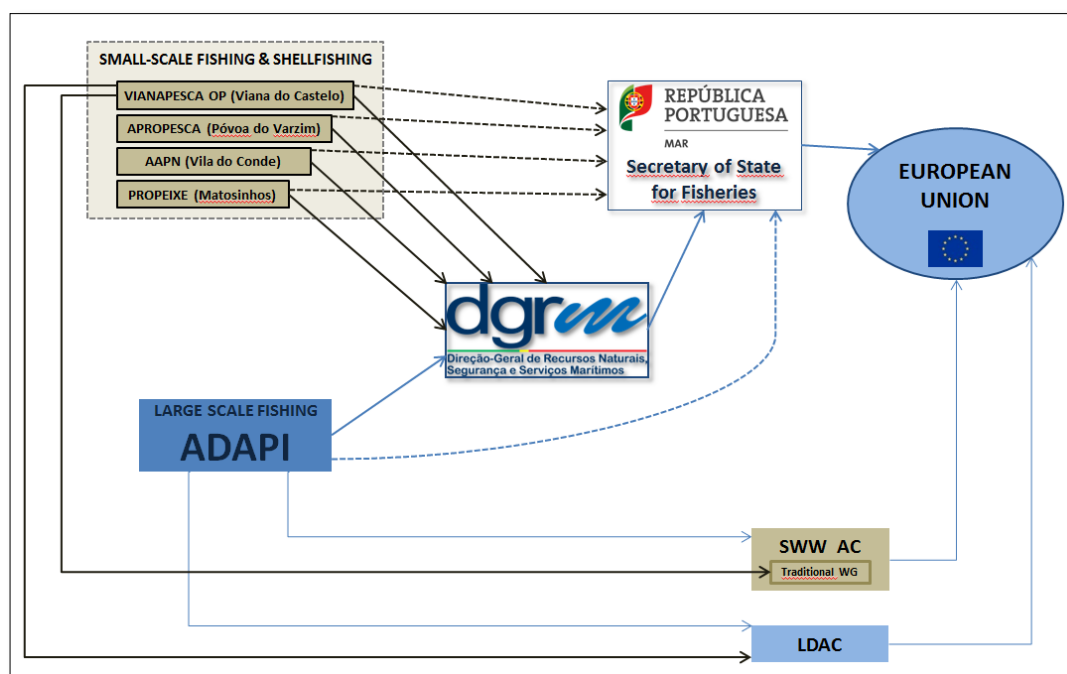 SMALL-SCALE FISHING & SHELLFISHING
VIANAPESCA OP (Viana do Castelo)
APROPESCA (Póvoa do Varzim)
AAPN (Vila do Conde)
PROPEIXE (Matosinhos)
REPÚBLICA
PORTUGUESA
MAR
Secretary of State
for Fisheries
EUROPEAN
UNION
dgrm
Direção-Geral de Recursos Naturais,
Segurança e Serviços Marítimos
LARGE SCALE FISHING
ADAPI
SWW AC
Traditional WG
LDAC